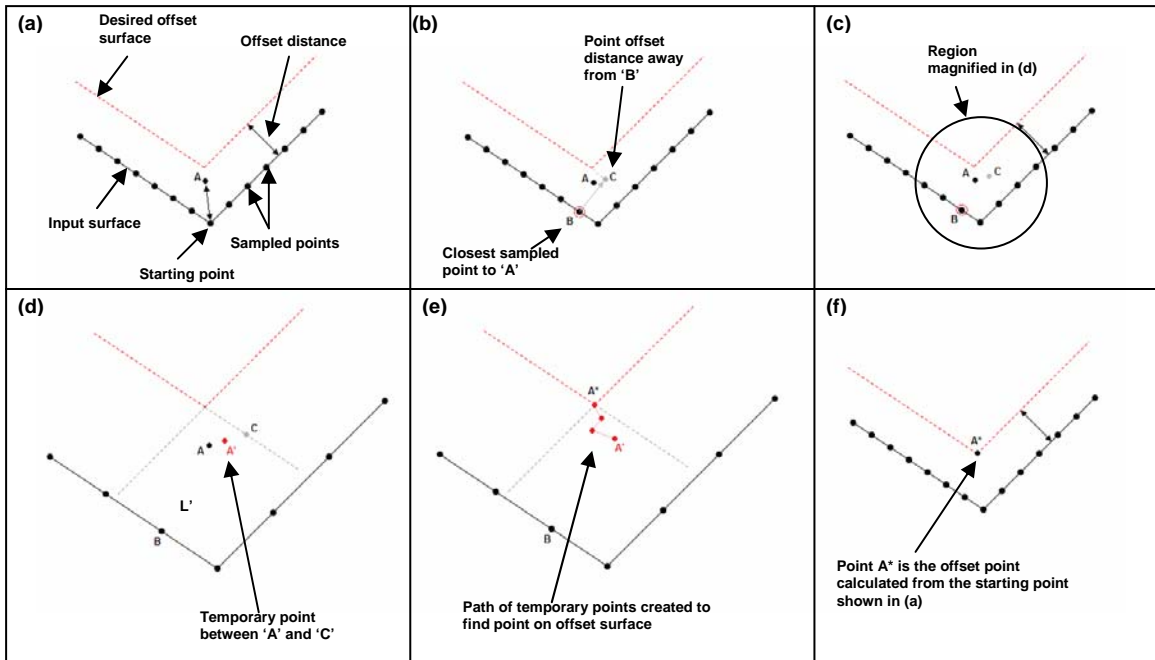 (a)
Desired offset
surface
Offset distance
A
Input surface
Sampled points
Starting point
(b)
Point offset
distance away
from ‘B’
A
C
B
Closest sampled
point to ‘A’
(c)
Region
magnified in (d)
A
C
B
(d)
C
A
A'
L’
B
Temporary point
between ‘A’ and ‘C’
(e)
A*
A'
B
Path of temporary points created to
find point on offset surface
(f)
A*
Point A* is the offset point
calculated from the starting point
shown in (a)